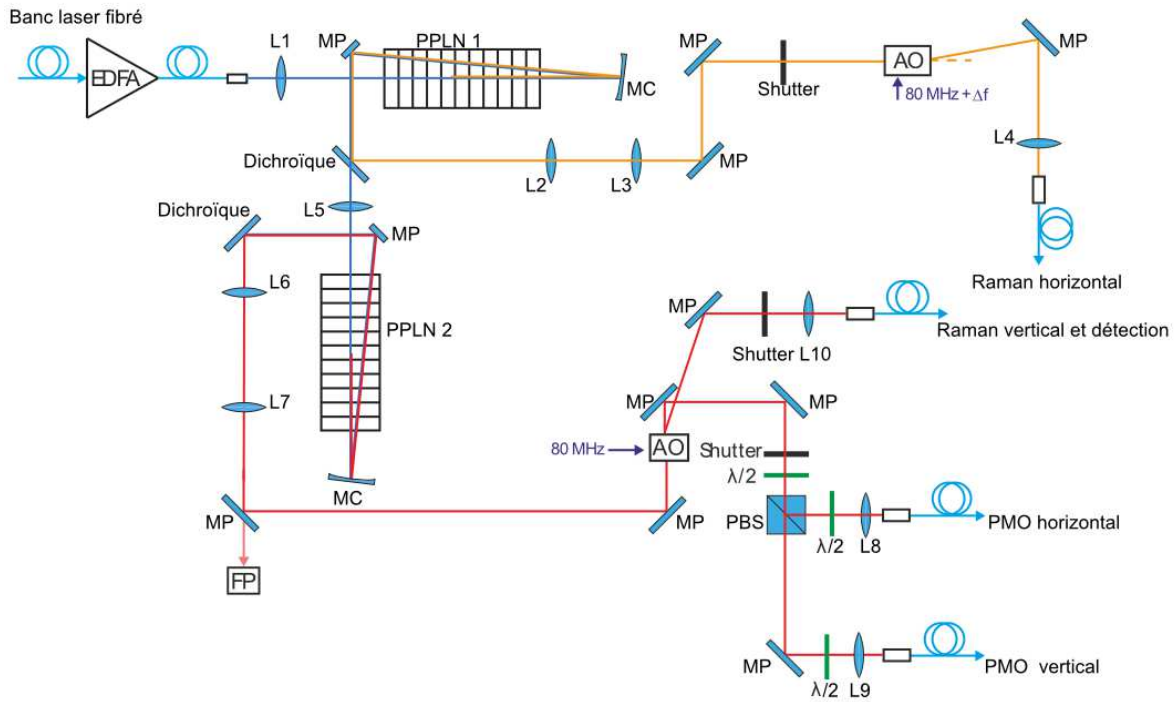 Banc laser fibré
EDFA
L1
MP
PPLN 1
MC
MP
Shutter
AO
80 MHz + Δf
MP
Dichroïque
L2
L3
MP
L4
Raman horizontal
Dichroïque
L5
MP
L6
PPLN 2
L7
MC
MP
FP
MP
Shutter L10
Raman vertical et détection
MP
MP
80 MHz
AO
Shutter
λ/2
MP
PBS
λ/2
L8
PMO horizontal
MP
λ/2
L9
PMO vertical